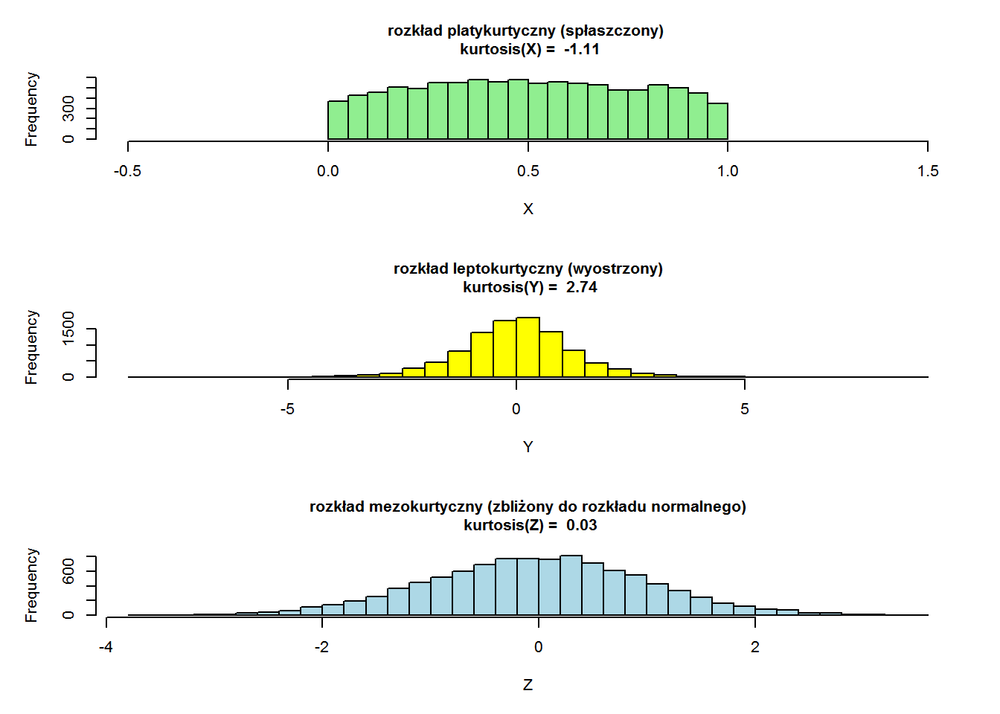 rozkład platykurtyczny (spłaszczony)
kurtosis(X) =  -1.11
Frequency
300
0
-0.5 0.0 0.5 1.0 1.5
X
rozkład leptokurtyczny (wyostrzony)
kurtosis(Y) =  2.74
Frequency
1500
0
-5 0 5
Y
rozkład mezokurtyczny (zbliżony do rozkładu normalnego)
kurtosis(Z) =  0.03
Frequency
600
0
-4 -2 0 2
Z